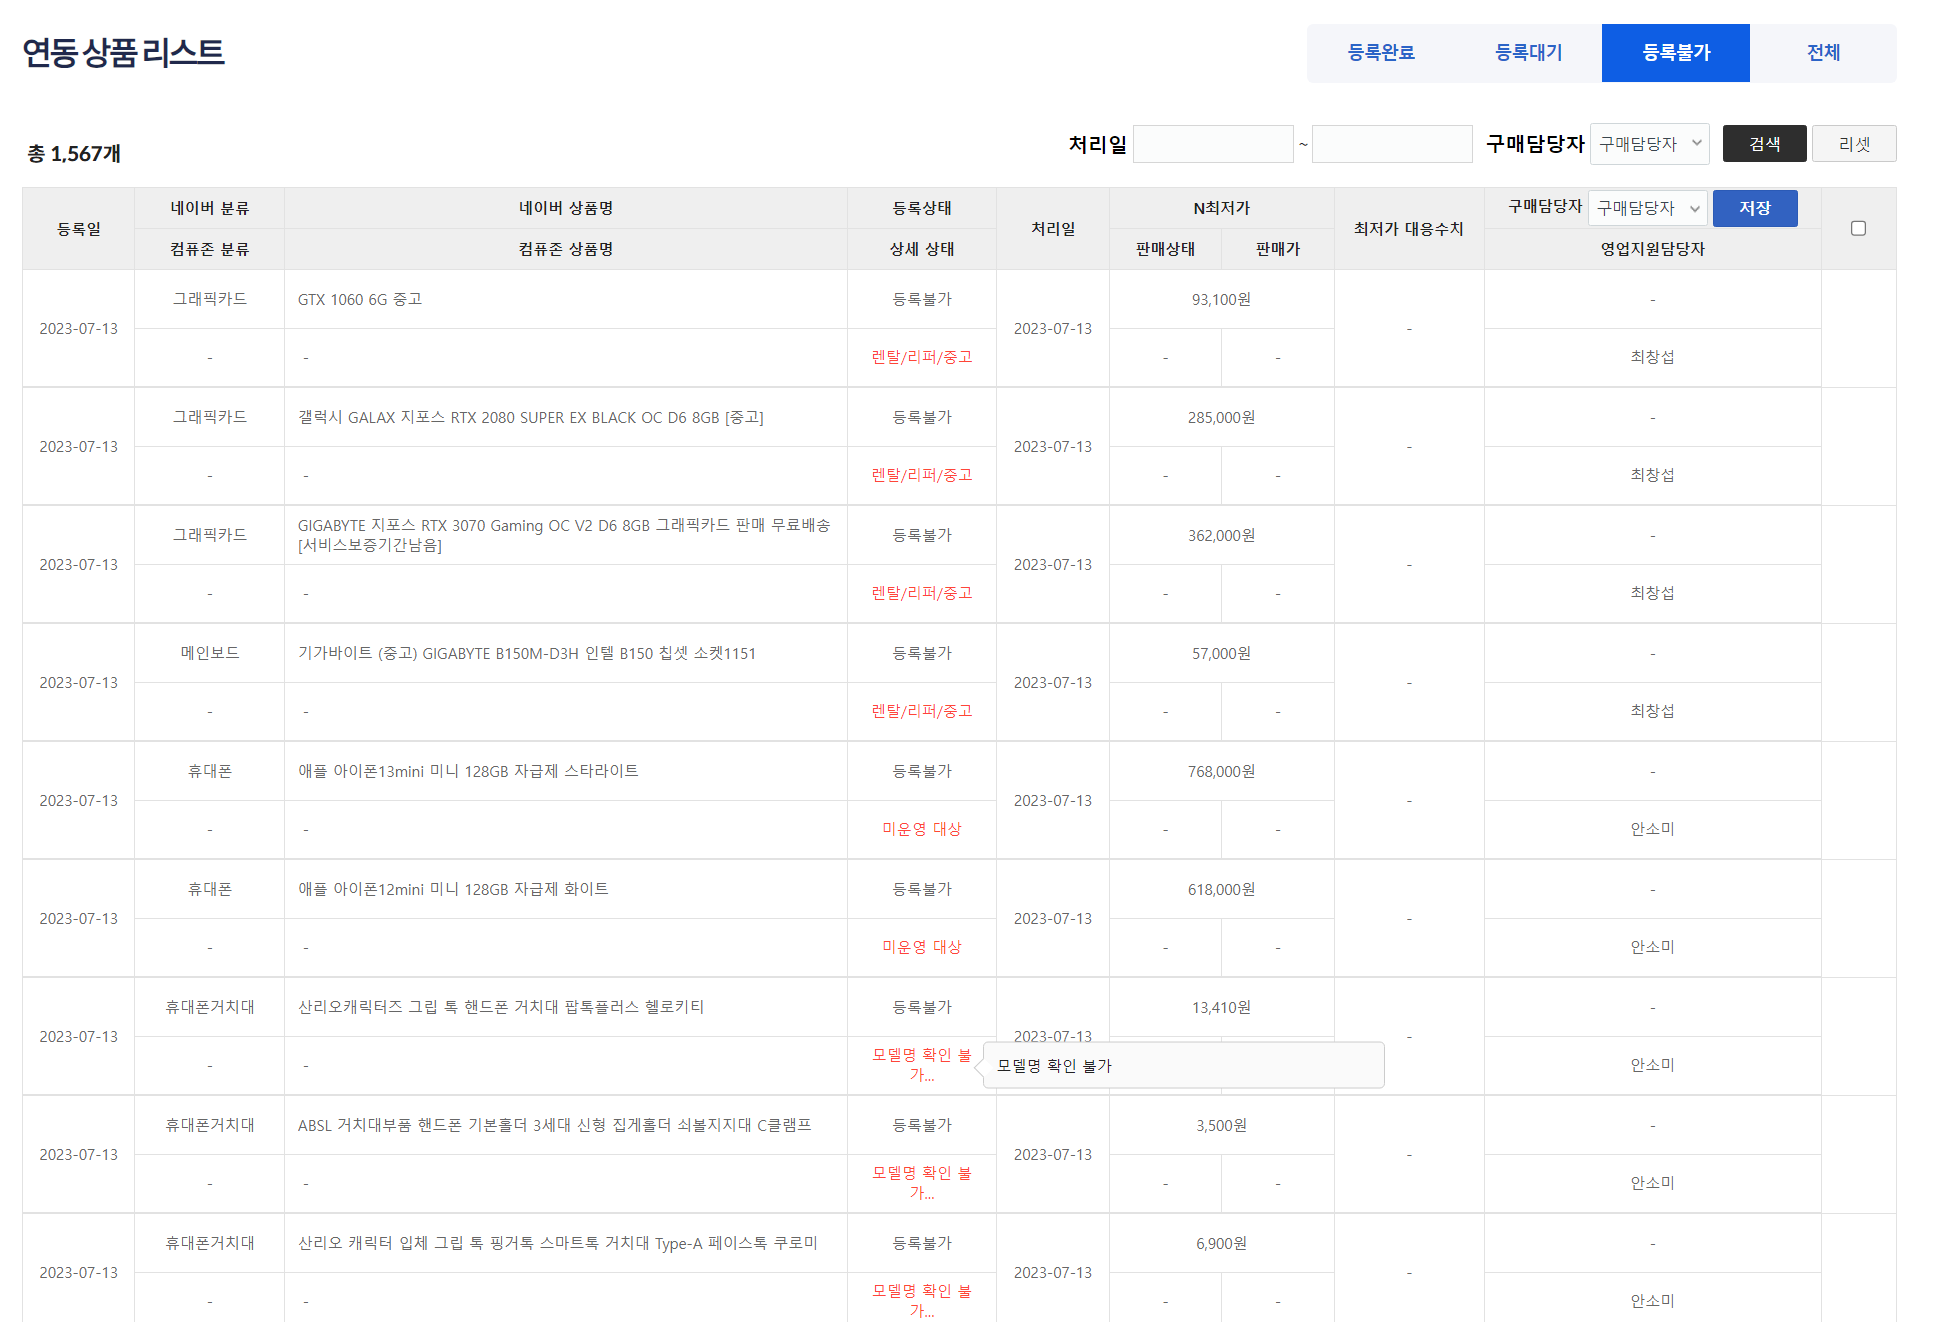 연동 상품 리스트
등록완료 등록대기 등록불가 전체
총 1,567개
처리일 ~ 구매담당자 구매담당자 검색 리셋
등록일 네이버 분류 네이버 상품명 등록상태 처리일 N최저가 최저가 대응수치 구매담당자 구매담당자 저장
컴퓨존 분류 컴퓨존 상품명 상세 상태 판매상태 판매가 영업지원담당자
그래픽카드 GTX 1060 6G 중고 등록불가 93,100원 -
2023-07-13 2023-07-13 -
- - 렌탈/리퍼/중고 - - 최창섭
그래픽카드 갤럭시 GALAX 지포스 RTX 2080 SUPER EX BLACK OC D6 8GB [중고] 등록불가 285,000원 -
2023-07-13 2023-07-13 -
- - 렌탈/리퍼/중고 - - 최창섭
그래픽카드 GIGABYTE 지포스 RTX 3070 Gaming OC V2 D6 8GB 그래픽카드 판매 무료배송 등록불가 362,000원 -
[서비스보증기간남음]
2023-07-13 2023-07-13 -
- - 렌탈/리퍼/중고 - - 최창섭
메인보드 기가바이트 (중고) GIGABYTE B150M-D3H 인텔 B150 칩셋 소켓1151 등록불가 57,000원 -
2023-07-13 2023-07-13 -
- - 렌탈/리퍼/중고 - - 최창섭
휴대폰 애플 아이폰13mini 미니 128GB 자급제 스타라이트 등록불가 768,000원 -
2023-07-13 2023-07-13 -
- - 미운영 대상 - - 안소미
휴대폰 애플 아이폰12mini 미니 128GB 자급제 화이트 등록불가 618,000원 -
2023-07-13 2023-07-13 -
- - 미운영 대상 - - 안소미
휴대폰거치대 산리오캐릭터즈 그립 톡 핸드폰 거치대 팝톡플러스 헬로키티 등록불가 13,410원 -
2023-07-13 2023-07-13 -
- - 모델명 확인 불 모델명 확인 불가 안소미
가...
휴대폰거치대 ABSL 거치대부품 핸드폰 기본홀더 3세대 신형 집게홀더 쇠볼지지대 C클램프 등록불가 3,500원 -
2023-07-13 2023-07-13 -
- - 모델명 확인 불 - - 안소미
가...
휴대폰거치대 산리오 캐릭터 입체 그립 톡 핑거톡 스마트톡 거치대 Type-A 페이스톡 쿠로미 등록불가 6,900원 -
2023-07-13 2023-07-13 -
- - 모델명 확인 불 - - 안소미
가...